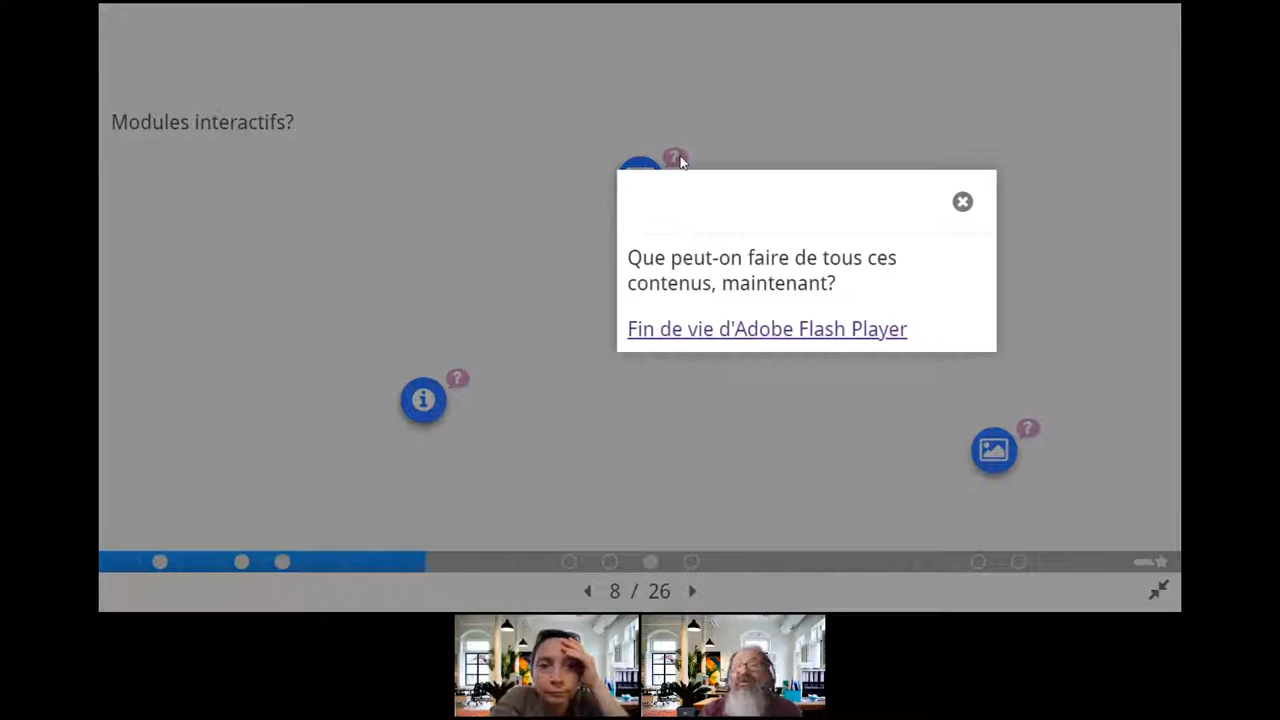 Modules interactifs?
?
Que peut-on faire de tous ces
contenus, maintenant?
Fin de vie d'Adobe Flash Player
?
?
8 / 26